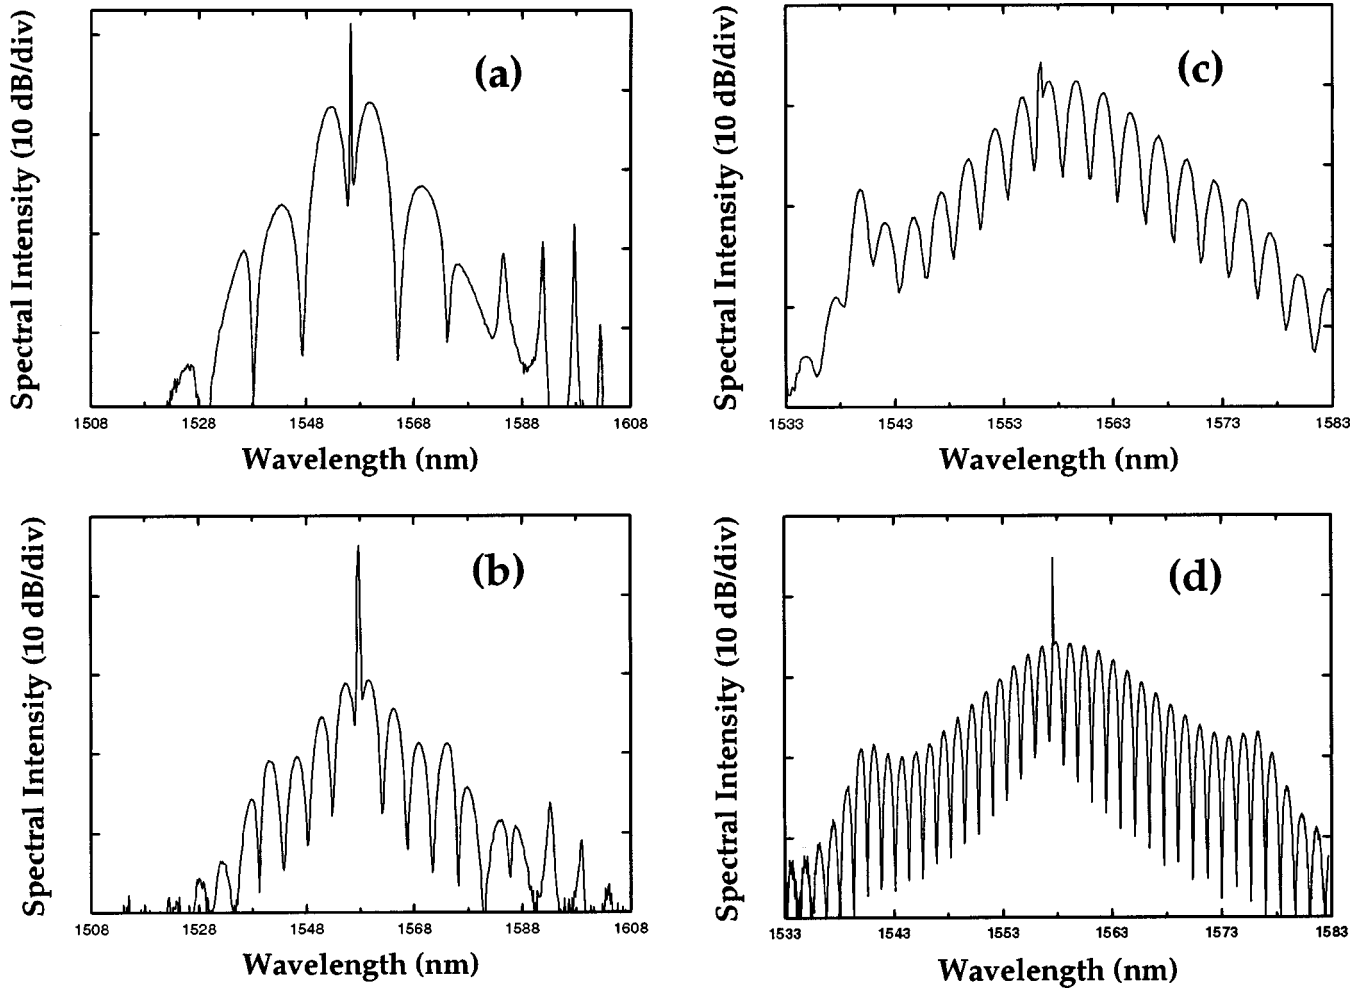 (a)
Spectral Intensity (10 dB/div)
1508 1528 1548 1568 1588 1608
Wavelength (nm)
(c)
Spectral Intensity (10 dB/div)
1533 1543 1553 1563 1573 1583
Wavelength (nm)
(b)
Spectral Intensity (10 dB/div)
1508 1528 1548 1568 1588 1608
Wavelength (nm)
(d)
Spectral Intensity (10 dB/div)
1533 1543 1553 1563 1573 1583
Wavelength (nm)